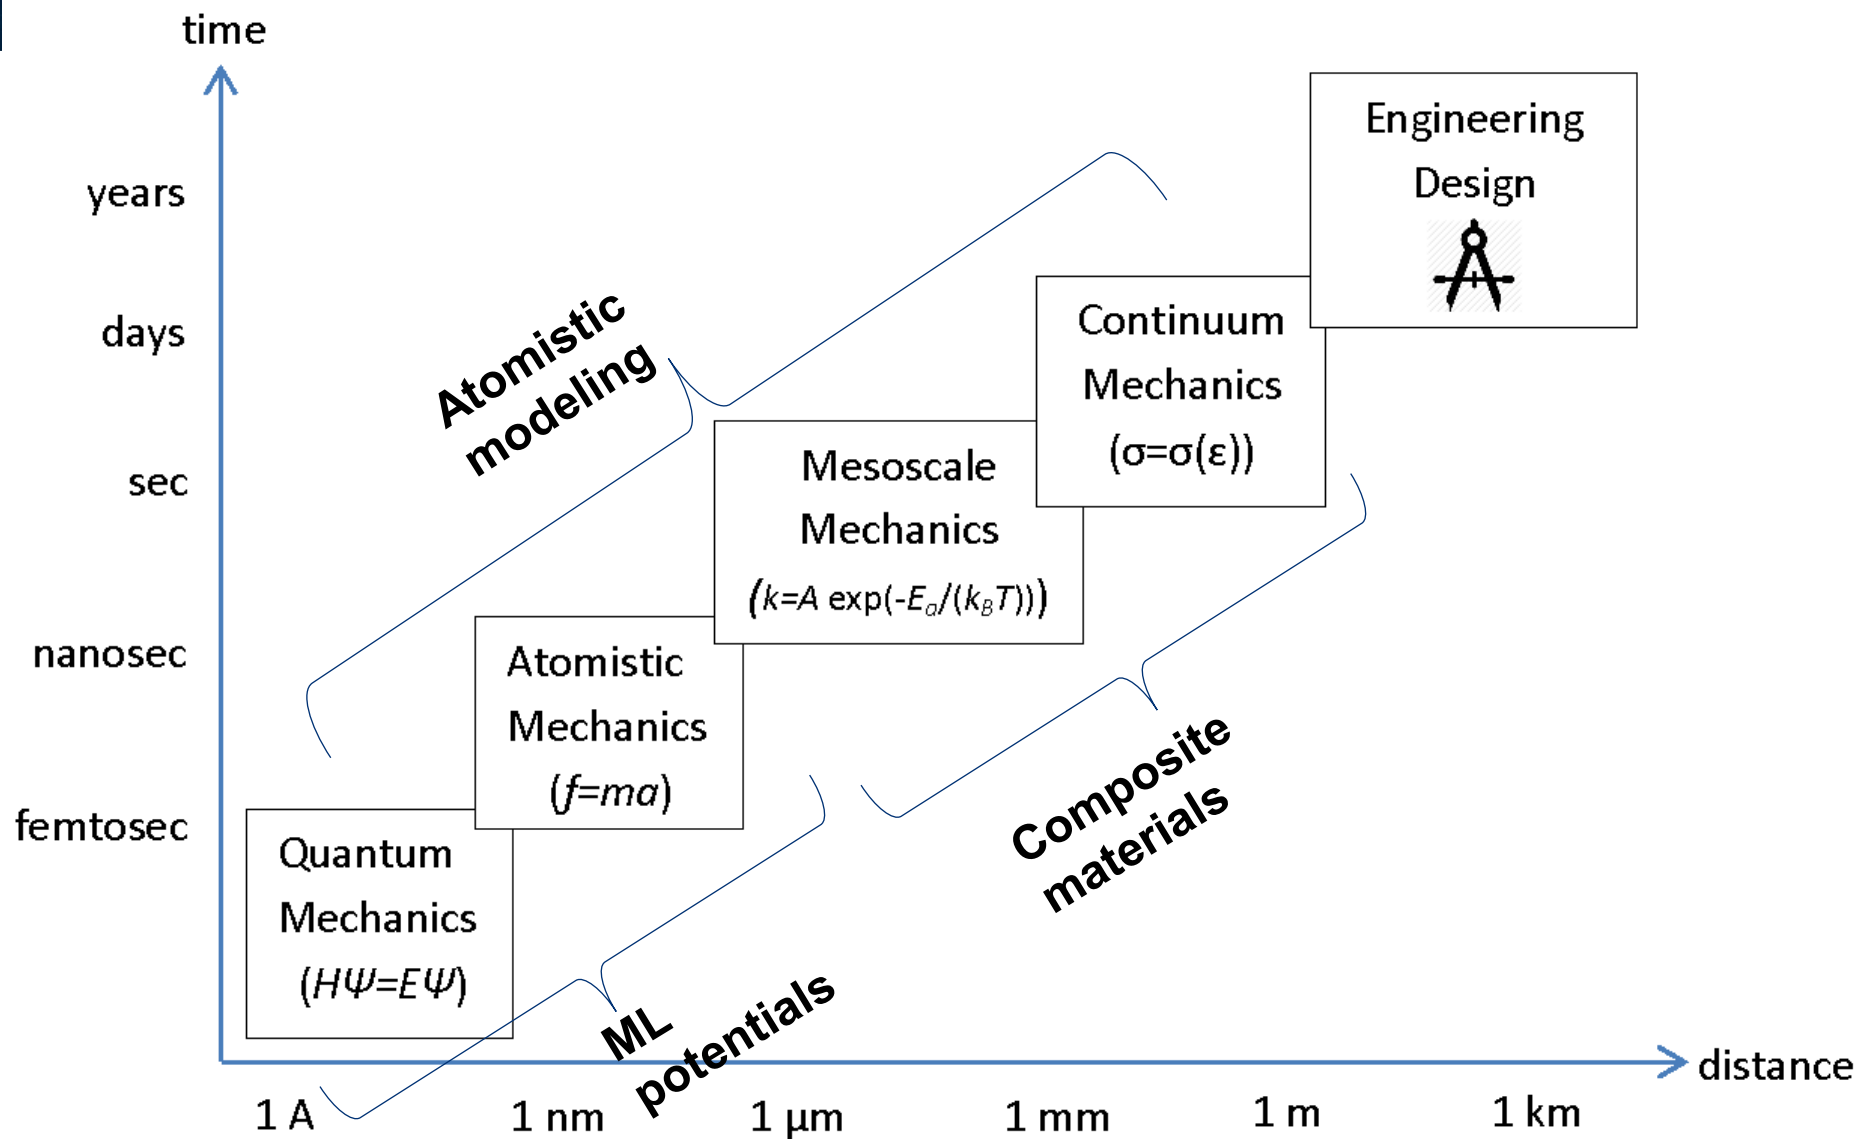 time
years
days
sec
nanosec
femtosec
Engineering
Design
Continuum
Mechanics
(σ=σ(ε))
Atomistic
modeling
Mesoscale
Mechanics
(k=A exp(-Eₐ/(k_BT)))
Atomistic
Mechanics
(f=ma)
Composite
materials
Quantum
Mechanics
(HΨ=EΨ)
ML
potentials
distance
1 A
1 nm
1 μm
1 mm
1 m
1 km